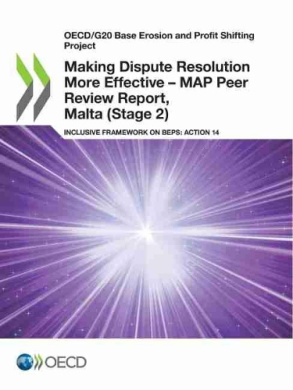 OECD/G20 Base Erosion and Profit Shifting
Project
Making Dispute Resolution
More Effective – MAP Peer
Review Report,
Malta (Stage 2)
INCLUSIVE FRAMEWORK ON BEPS: ACTION 14
OECD